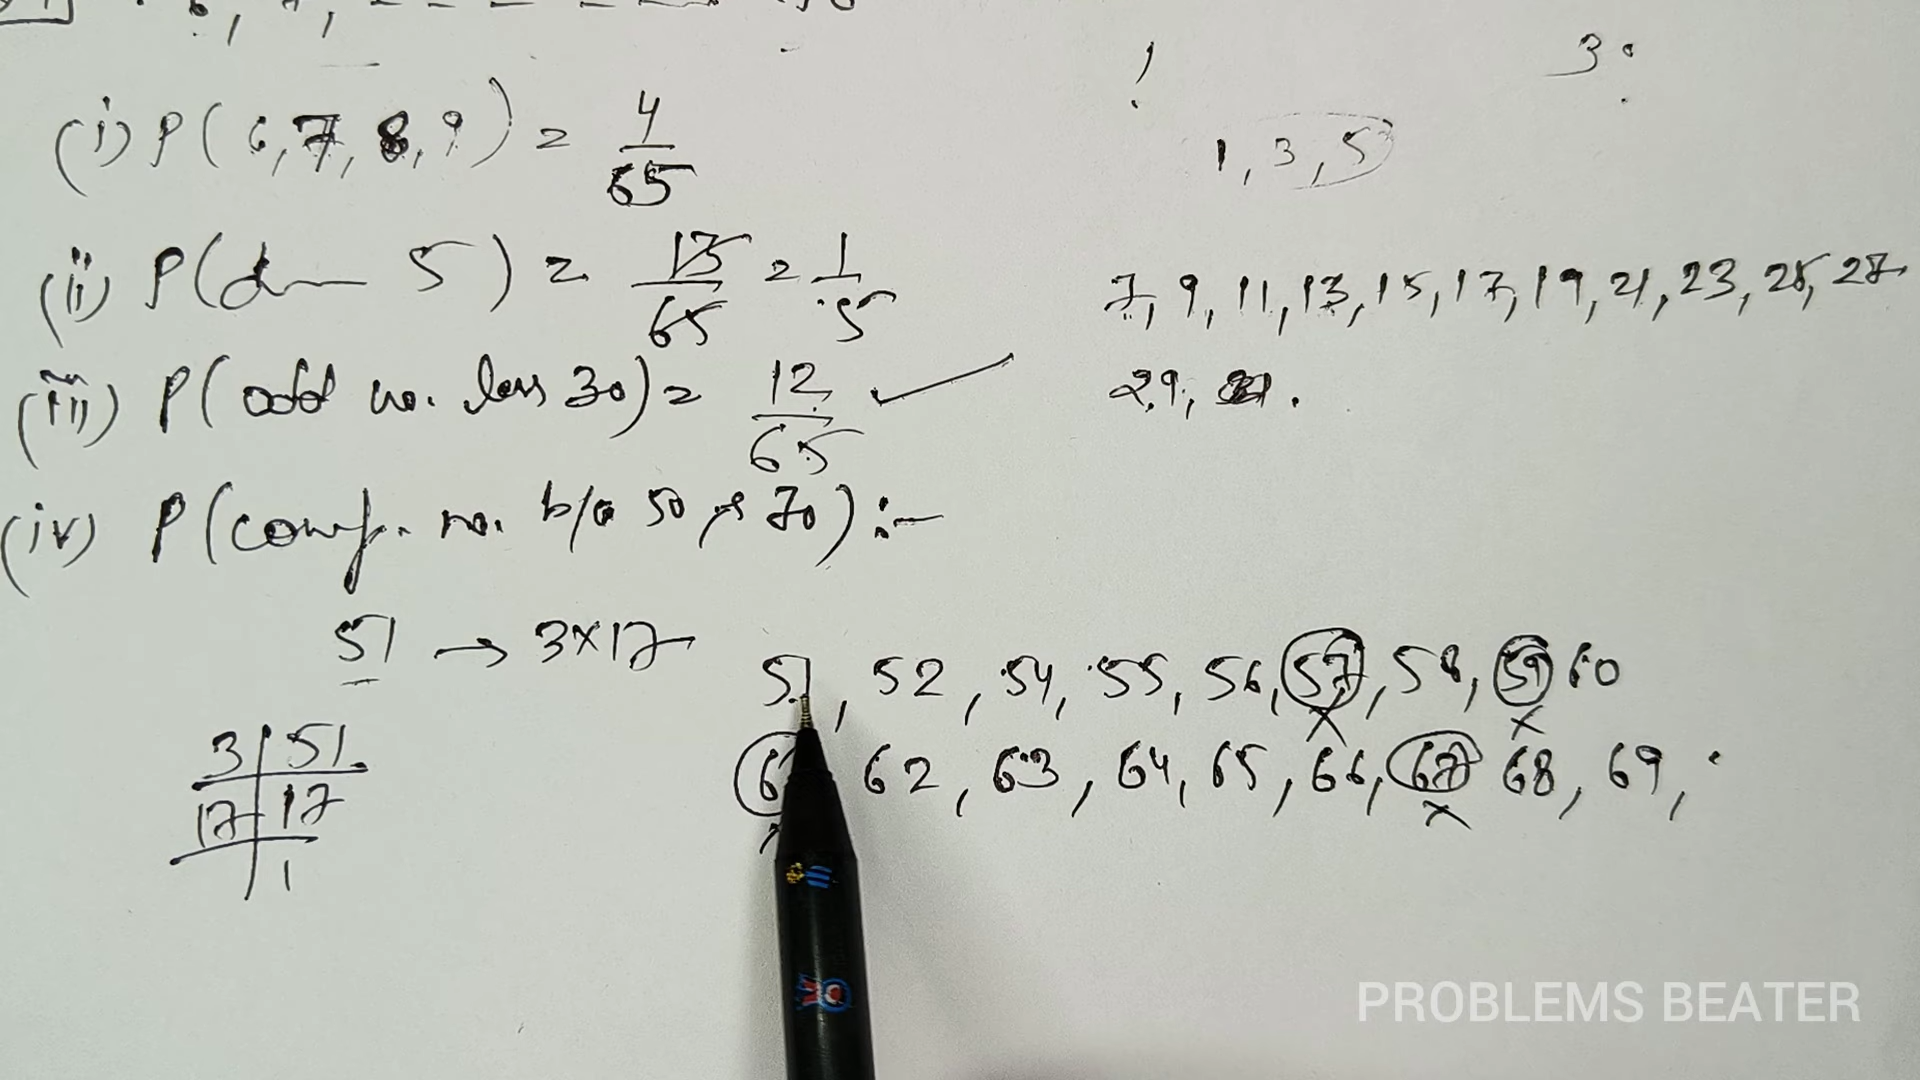 6, 7, - - - - - -
3
(i) P(6, 7, 8, 9) = 4/65
1, 3, 5
(ii) P(d— 5) = 13/65 = 1/5
7, 9, 11, 13, 15, 17, 19, 21, 23, 25, 27
(iii) P(odd no. less 30) = 12/65 ✓
29,
(iv) P(comp. no. b/w 50 & 70) :-
51 → 3×17
51, 52, 54, 55, 56, 57, 58, 59 60
62, 63, 64, 65, 66, 67 68, 69,
3 | 51
17 | 17
1
PROBLEMS BEATER